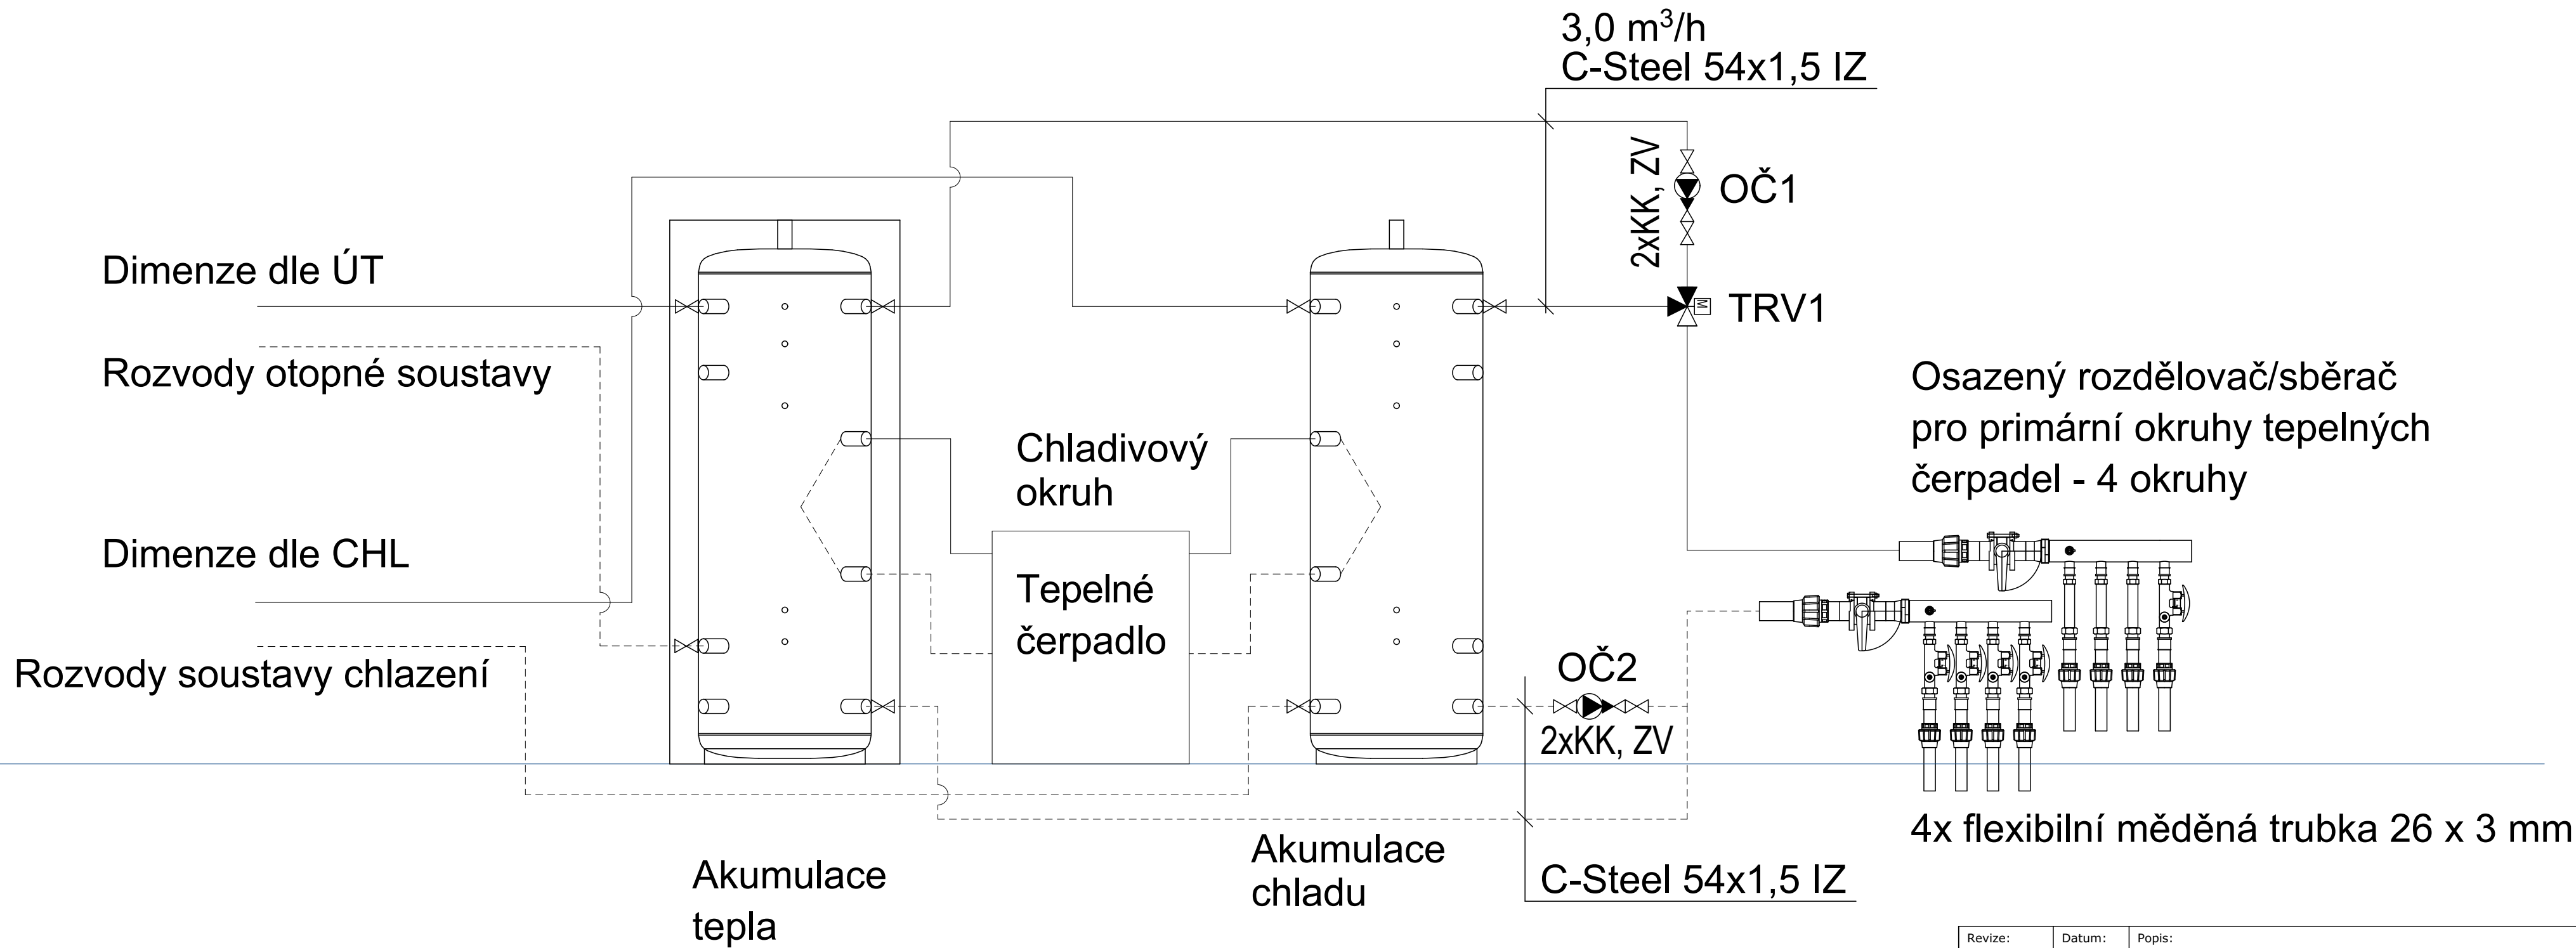 3,0 m³/h
C-Steel 54x1,5 IZ
2xKK, ZV
OČ1
M
TRV1
Dimenze dle ÚT
Rozvody otopné soustavy
Dimenze dle CHL
Rozvody soustavy chlazení
Chladivový
okruh
Tepelné
čerpadlo
Osazený rozdělovač/sběrač
pro primární okruhy tepelných
čerpadel - 4 okruhy
OČ2
2xKK, ZV
4x flexibilní měděná trubka 26 x 3 mm
C-Steel 54x1,5 IZ
Akumulace
tepla
Akumulace
chladu
Revize: Datum: Popis: